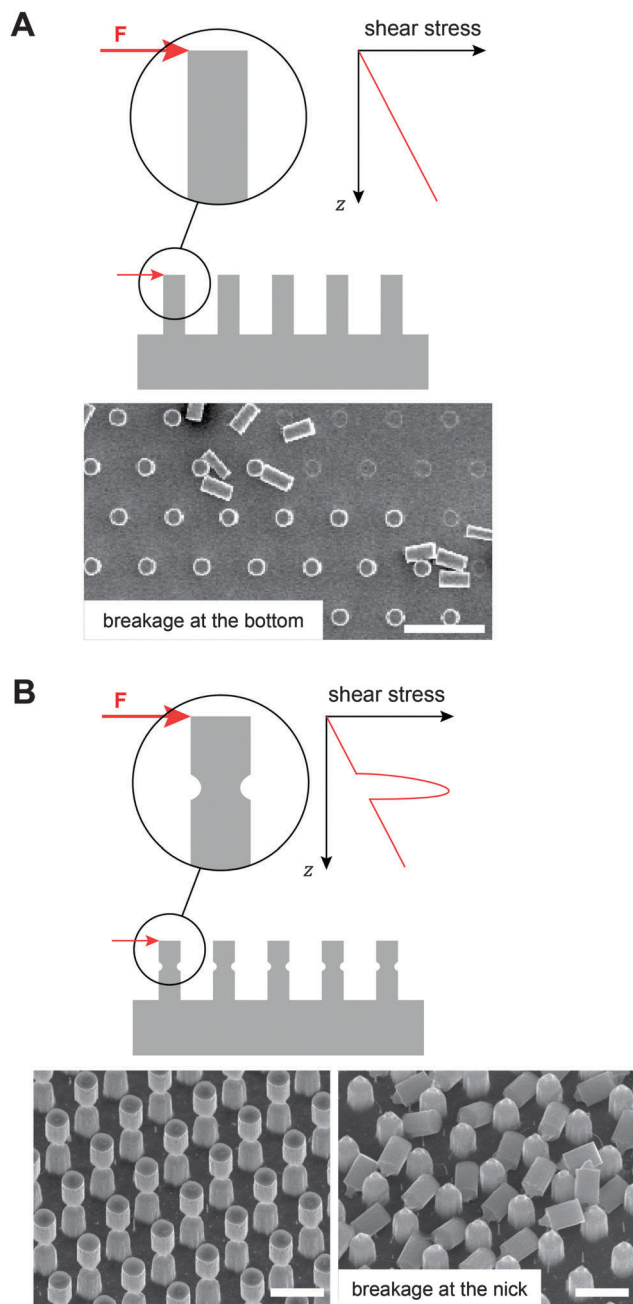 A
F
shear stress
z
breakage at the bottom
B
F
shear stress
z
breakage at the nick